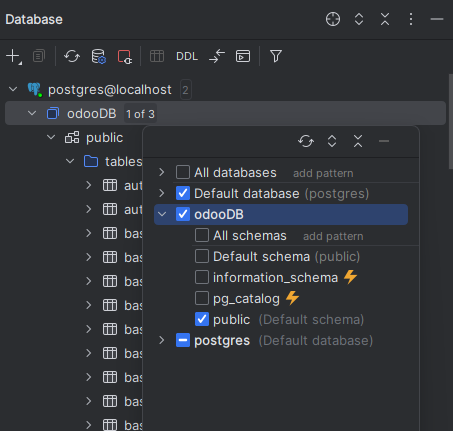 Database
DDL
postgres@localhost 2
odooDB 1 of 3
public
tables
All databases add pattern
aut
Default database (postgres)
aut
odooDB
bas
All schemas add pattern
bas
Default schema (public)
bas
information_schema
bas
pg_catalog
bas
public (Default schema)
bas
postgres (Default database)
bas
bas
bas